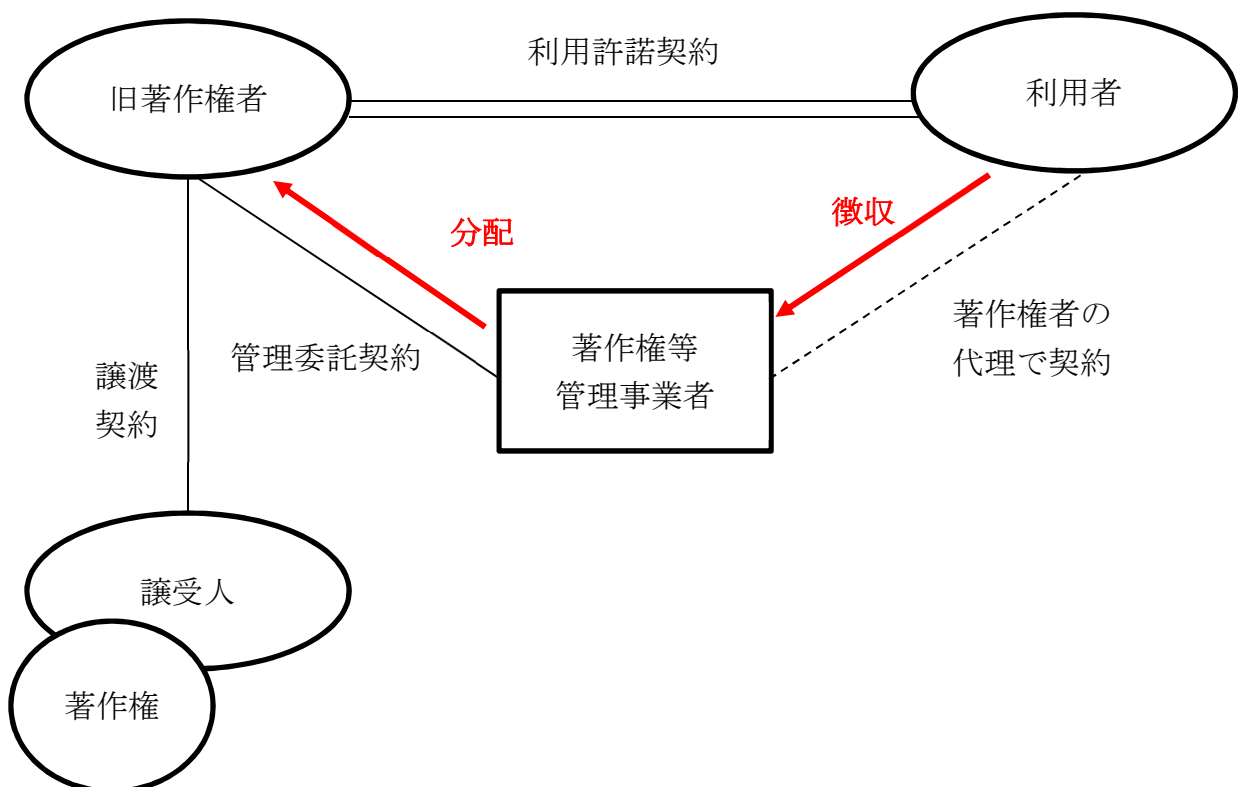 利用許諾契約
旧著作権者
利用者
分配
徴収
管理委託契約
著作権等
管理事業者
著作権者の
代理で契約
譲渡
契約
譲受人
著作権